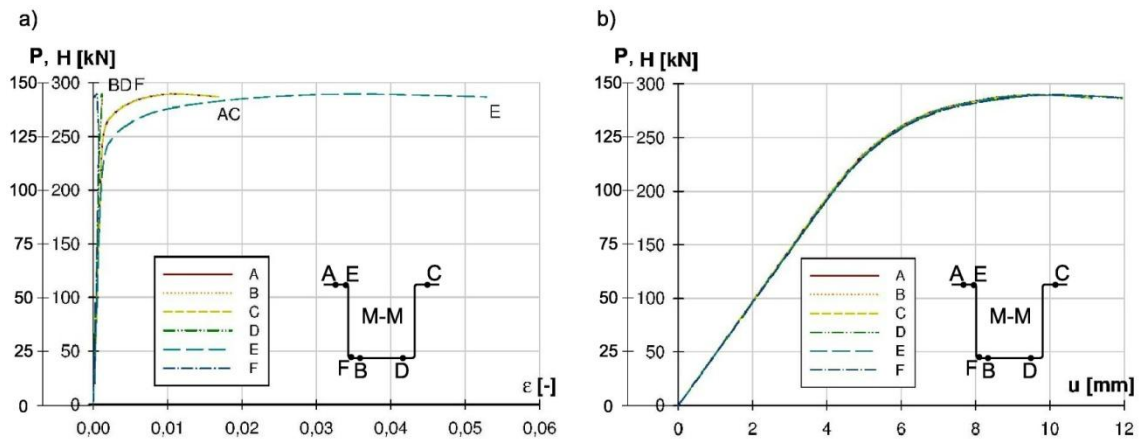 a)
P, H [kN]
150 300
125 250
100 200
75 150
50 100
25 50
0 0
0,00 0,01 0,02 0,03 0,04 0,05 0,06
ε [-]
BDF
AC
E
A
B
C
D
E
F
A E C
M-M
F B D
b)
P, H [kN]
150 300
125 250
100 200
75 150
50 100
25 50
0 0
0 2 4 6 8 10 12
u [mm]
A
B
C
D
E
F
A E C
M-M
F B D